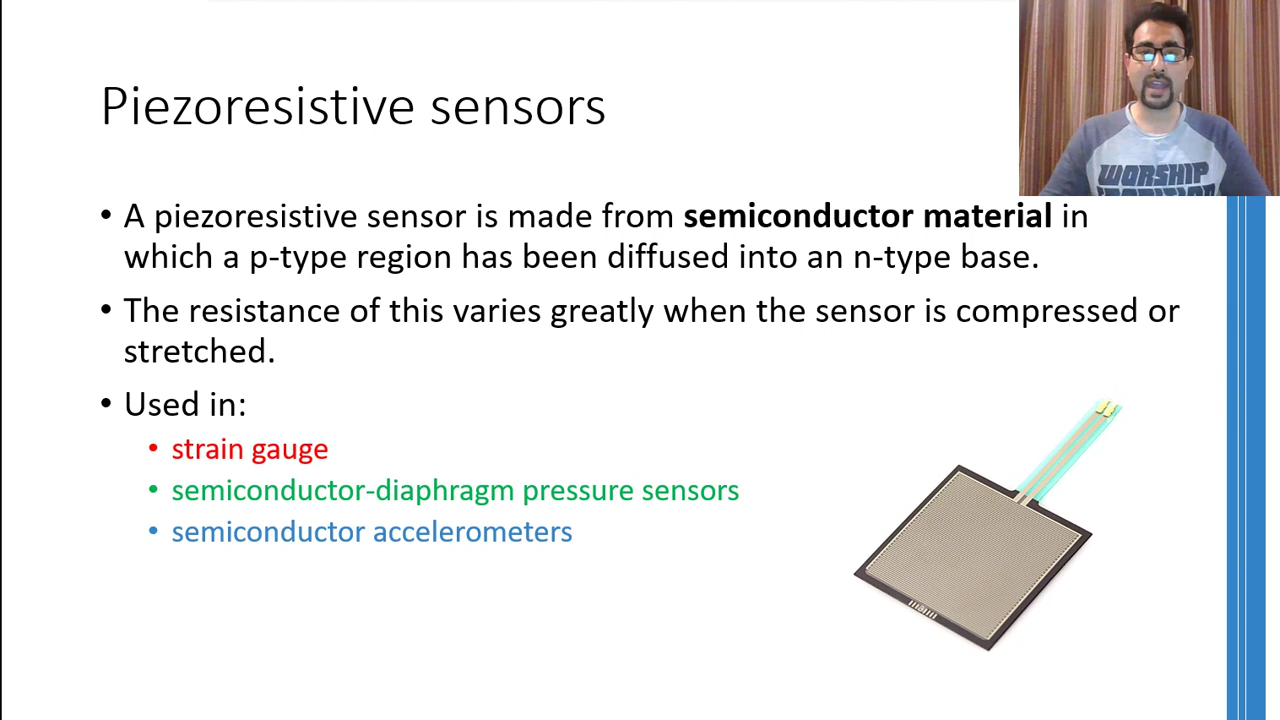 Piezoresistive sensors
WORSHIP
• A piezoresistive sensor is made from semiconductor material in
which a p-type region has been diffused into an n-type base.
• The resistance of this varies greatly when the sensor is compressed or
stretched.
• Used in:
• strain gauge
• semiconductor-diaphragm pressure sensors
• semiconductor accelerometers